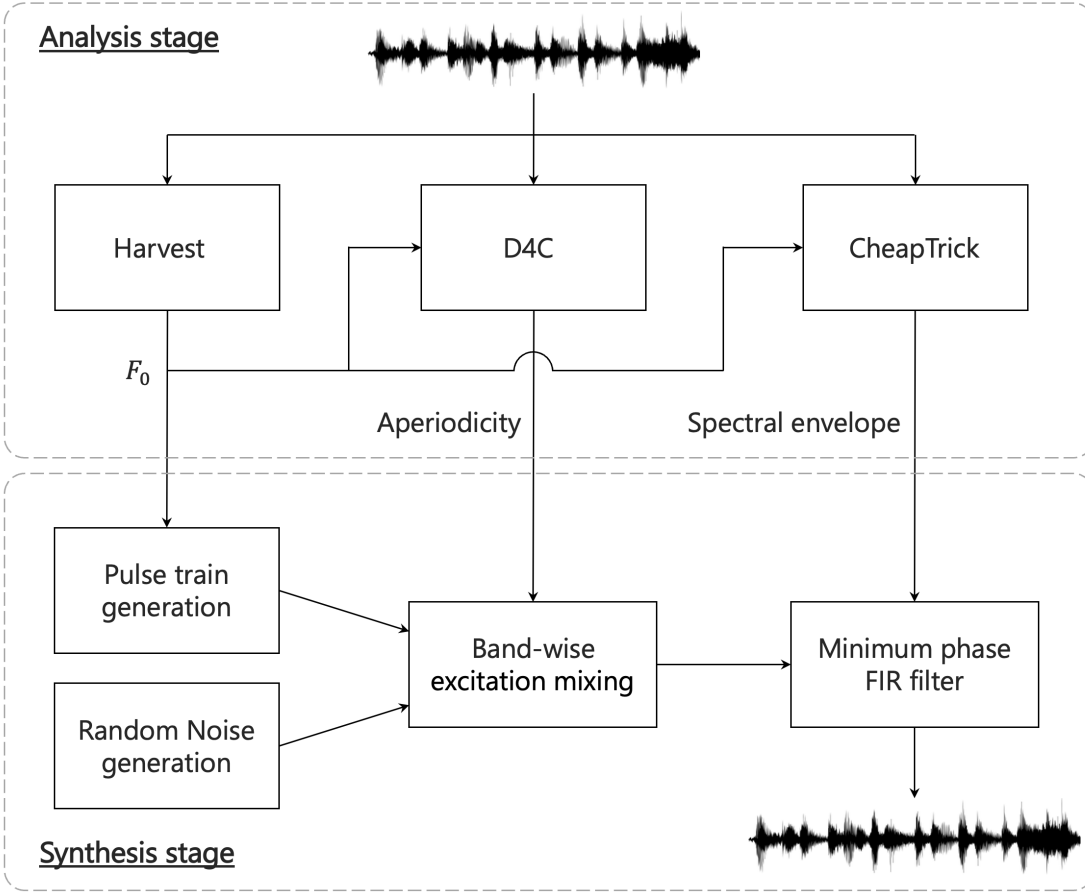 Analysis stage
Harvest
D4C
CheapTrick
F₀
Aperiodicity
Spectral envelope
Pulse train
generation
Band-wise
excitation mixing
Minimum phase
FIR filter
Random Noise
generation
Synthesis stage